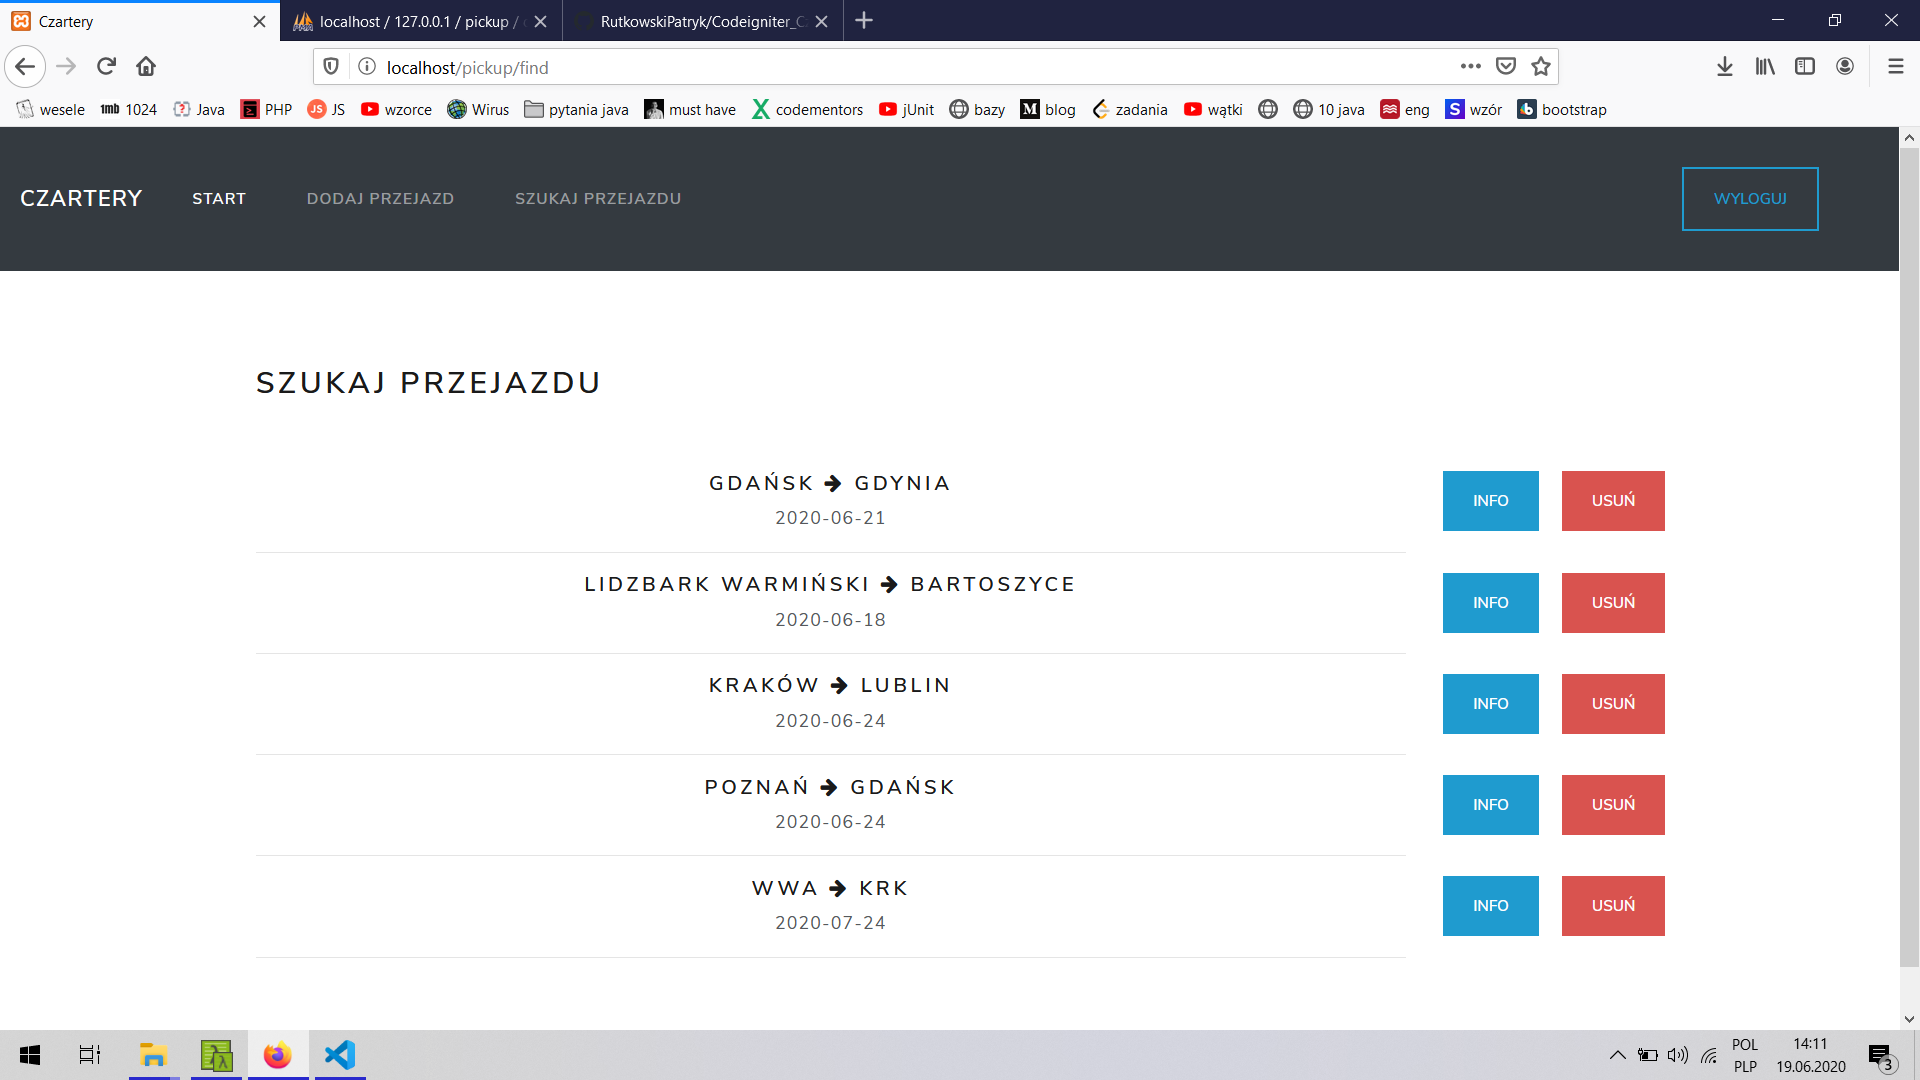 Czartery
localhost / 127.0.0.1 / pickup /
RutkowskiPatryk/Codeigniter_C
localhost/pickup/find
wesele 1mb 1024 Java PHP JS JS wzorce Wirus pytania java must have codementors jUnit bazy M blog zadania wątki 10 java eng S wzór b bootstrap
CZARTERY START DODAJ PRZEJAZD SZUKAJ PRZEJAZDU WYLOGUJ
SZUKAJ PRZEJAZDU
GDAŃSK GDYNIA
2020-06-21
INFO USUŃ
LIDZBARK WARMIŃSKI BARTOSZYCE
2020-06-18
INFO USUŃ
KRAKÓW LUBLIN
2020-06-24
INFO USUŃ
POZNAŃ GDAŃSK
2020-06-24
INFO USUŃ
WWA KRK
2020-07-24
INFO USUŃ
POL 14:11
PLP 19.06.2020 3